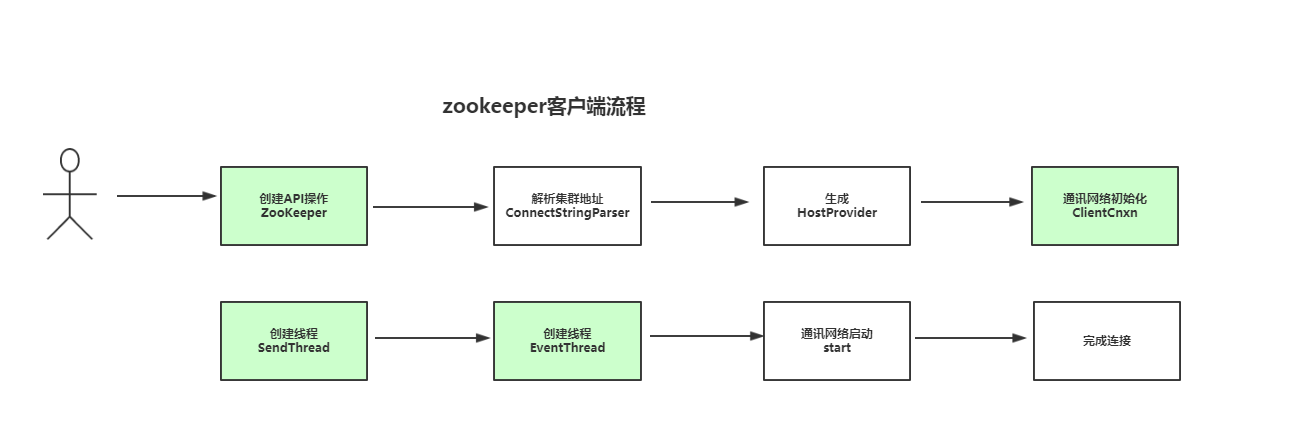 zookeeper客户端流程
创建API操作
ZooKeeper
解析集群地址
ConnectStringParser
生成
HostProvider
通讯网络初始化
ClientCnxn
创建线程
SendThread
创建线程
EventThread
通讯网络启动
start
完成连接